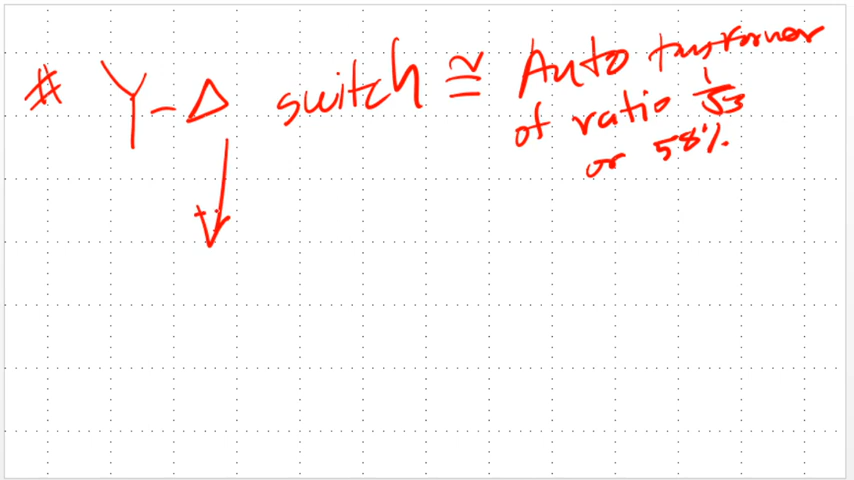 # Y-Δ switch ≅ Auto transformer
of ratio 1/√3
or 58%